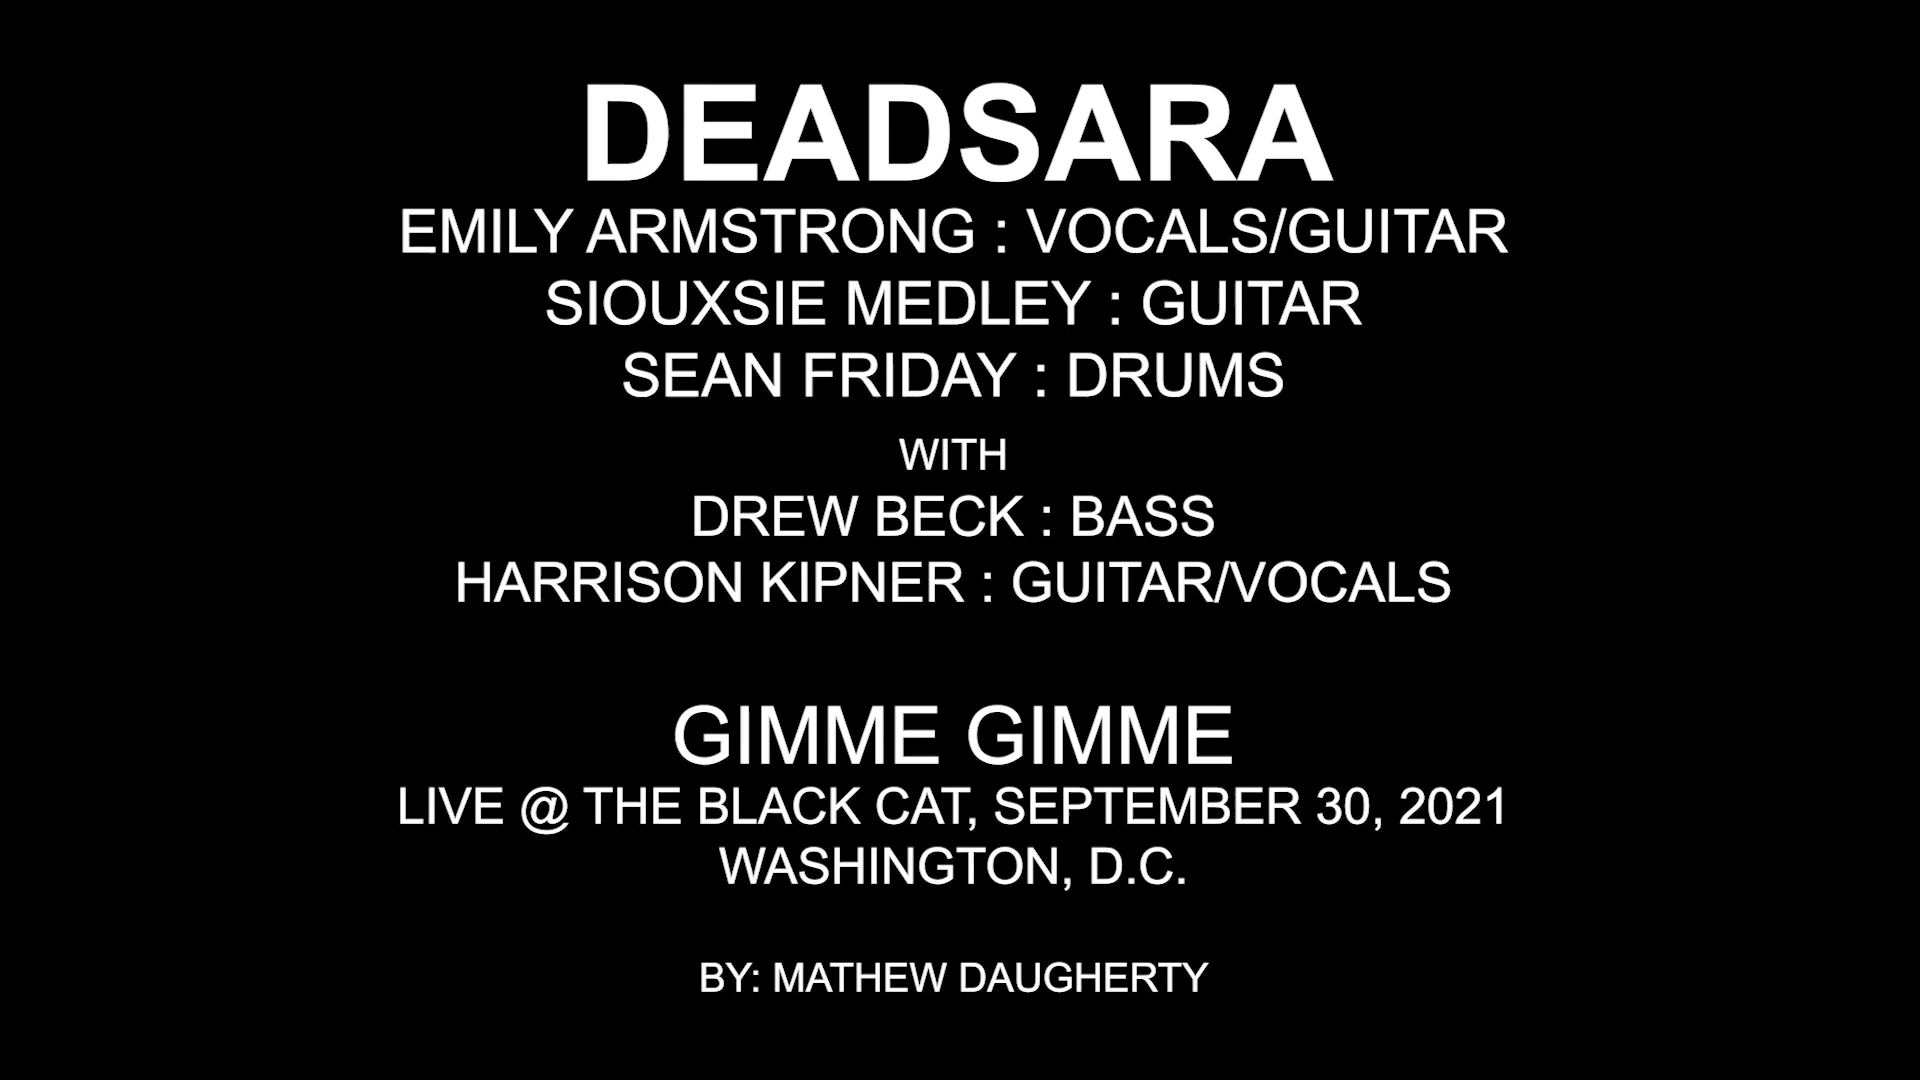 DEADSARA
EMILY ARMSTRONG : VOCALS/GUITAR
SIOUXSIE MEDLEY : GUITAR
SEAN FRIDAY : DRUMS
WITH
DREW BECK : BASS
HARRISON KIPNER : GUITAR/VOCALS
GIMME GIMME
LIVE @ THE BLACK CAT, SEPTEMBER 30, 2021
WASHINGTON, D.C.
BY: MATHEW DAUGHERTY